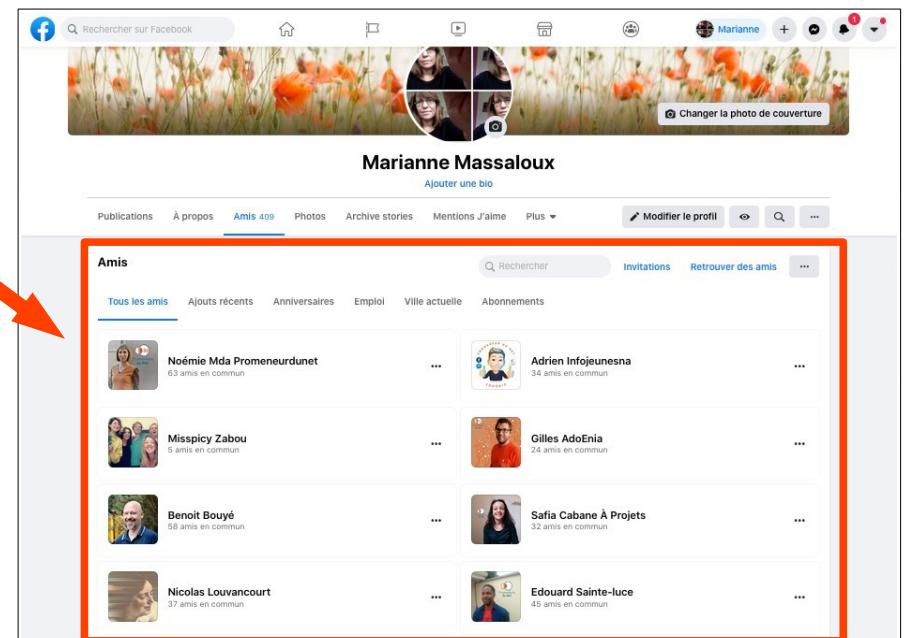 Rechercher sur Facebook
Marianne
1
Changer la photo de couverture
Marianne Massaloux
Ajouter une bio
Publications À propos Amis 409 Photos Archive stories Mentions J'aime Plus Modifier le profil
Amis
Rechercher Invitations Retrouver des amis
Tous les amis Ajouts récents Anniversaires Emploi Ville actuelle Abonnements
Noémie Mda Promeneurdunet
63 amis en commun
Adrien Infojeunesna
34 amis en commun
Misspicy Zabou
5 amis en commun
Gilles AdoEnia
24 amis en commun
Benoit Bouyé
58 amis en commun
Safia Cabane À Projets
32 amis en commun
Nicolas Louvancourt
37 amis en commun
Edouard Sainte-luce
45 amis en commun